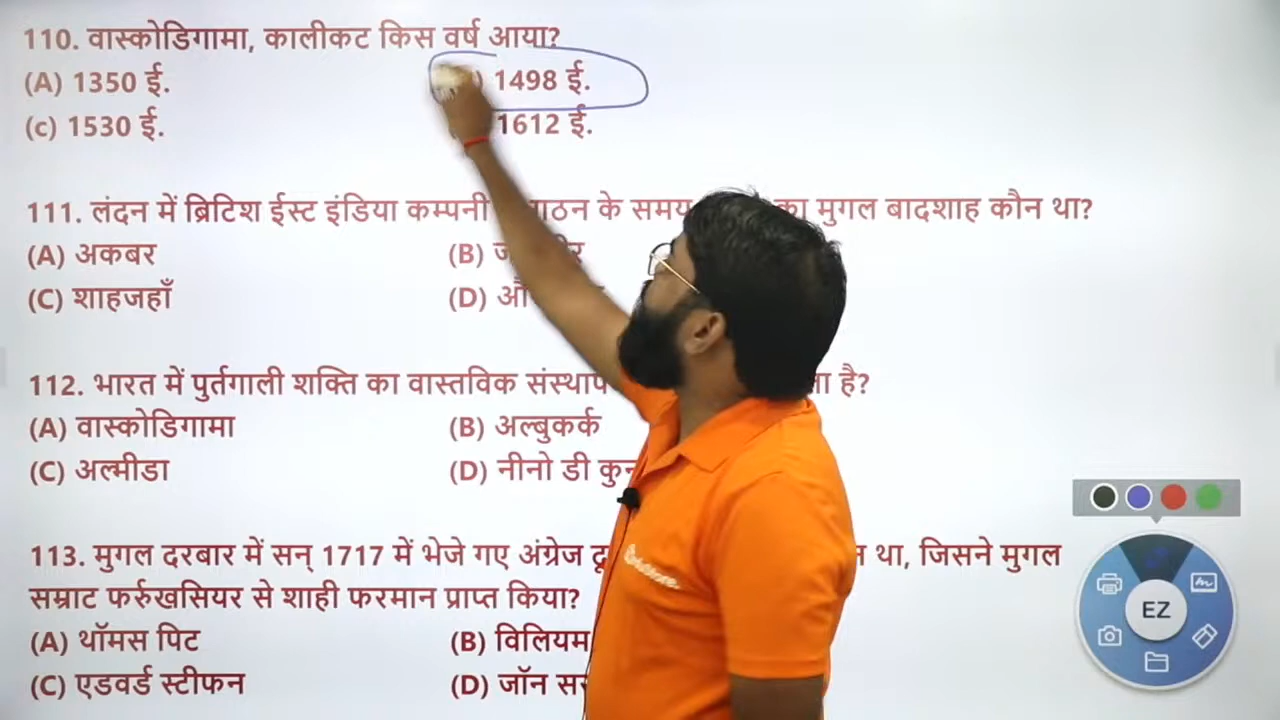 110. वास्कोडिगामा, कालीकट किस वर्ष आया?
(A) 1350 ई.
1498 ई.
(c) 1530 ई.
1612 ई.
111. लंदन में ब्रिटिश ईस्ट इंडिया कम्पनी के समय का मुगल बादशाह कौन था?
(A) अकबर
(B)
(C) शाहजहाँ
(D)
112. भारत में पुर्तगाली शक्ति का वास्तविक है?
(A) वास्कोडिगामा
(B) अल्बुकर्क
(C) अल्मीडा
(D) नीनो डी
113. मुगल दरबार में सन् 1717 में भेजे गए अंग्रेज था, जिसने मुगल
सम्राट फर्रुखसियर से शाही फरमान प्राप्त किया?
(A) थॉमस पिट
(B) विलियम
(C) एडवर्ड स्टीफन
(D) जॉन
EZ